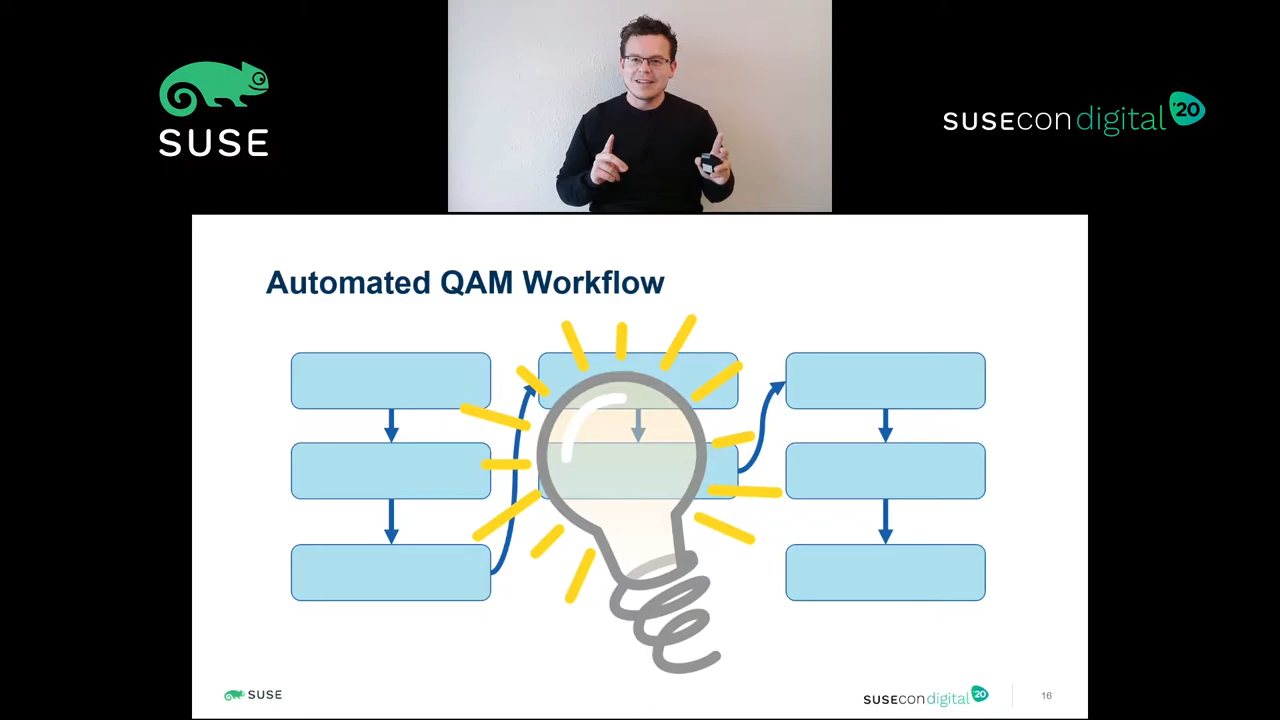 SUSE
SUSEcon digital '20
Automated QAM Workflow
SUSE
SUSEcon digital '20
16